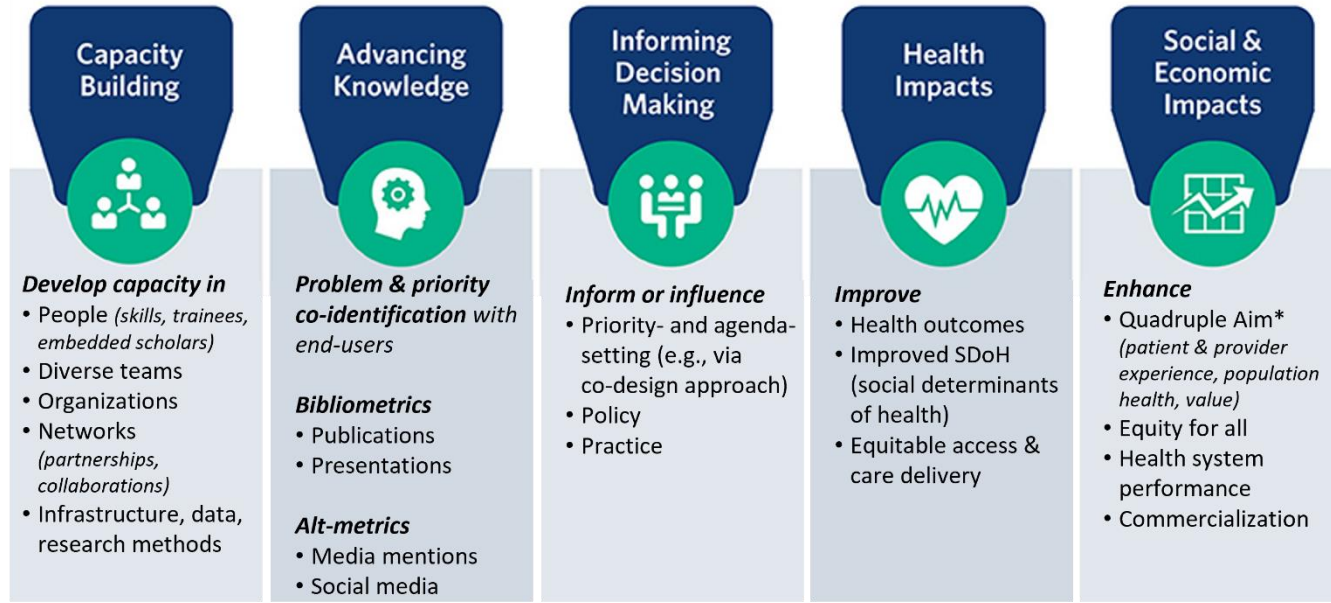 Capacity
Building
Develop capacity in
• People (skills, trainees,
embedded scholars)
• Diverse teams
• Organizations
• Networks
(partnerships,
collaborations)
• Infrastructure, data,
research methods
Advancing
Knowledge
Problem & priority
co-identification with
end-users
Bibliometrics
• Publications
• Presentations
Alt-metrics
• Media mentions
• Social media
Informing
Decision
Making
Inform or influence
• Priority- and agenda-
setting (e.g., via
co-design approach)
• Policy
• Practice
Health
Impacts
Improve
• Health outcomes
• Improved SDoH
(social determinants
of health)
• Equitable access &
care delivery
Social &
Economic
Impacts
Enhance
• Quadruple Aim*
(patient & provider
experience, population
health, value)
• Equity for all
• Health system
performance
• Commercialization